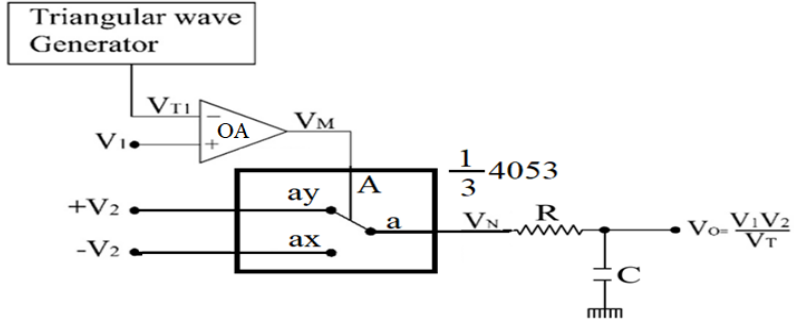 Triangular wave
Generator
VT1
−
OA
VM
V1
+
1/3 4053
A
ay
+V2
a
VN
R
VO= V1V2/VT
ax
-V2
C